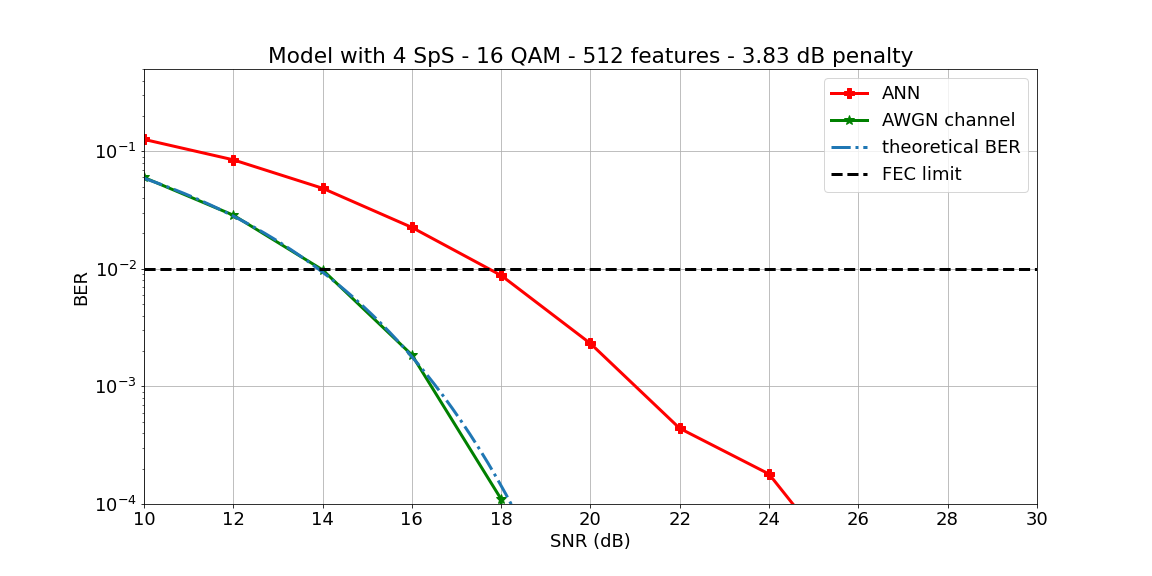 Model with 4 SpS - 16 QAM - 512 features - 3.83 dB penalty
ANN
AWGN channel
theoretical BER
FEC limit
BER
10⁻¹
10⁻²
10⁻³
10⁻⁴
10 12 14 16 18 20 22 24 26 28 30
SNR (dB)